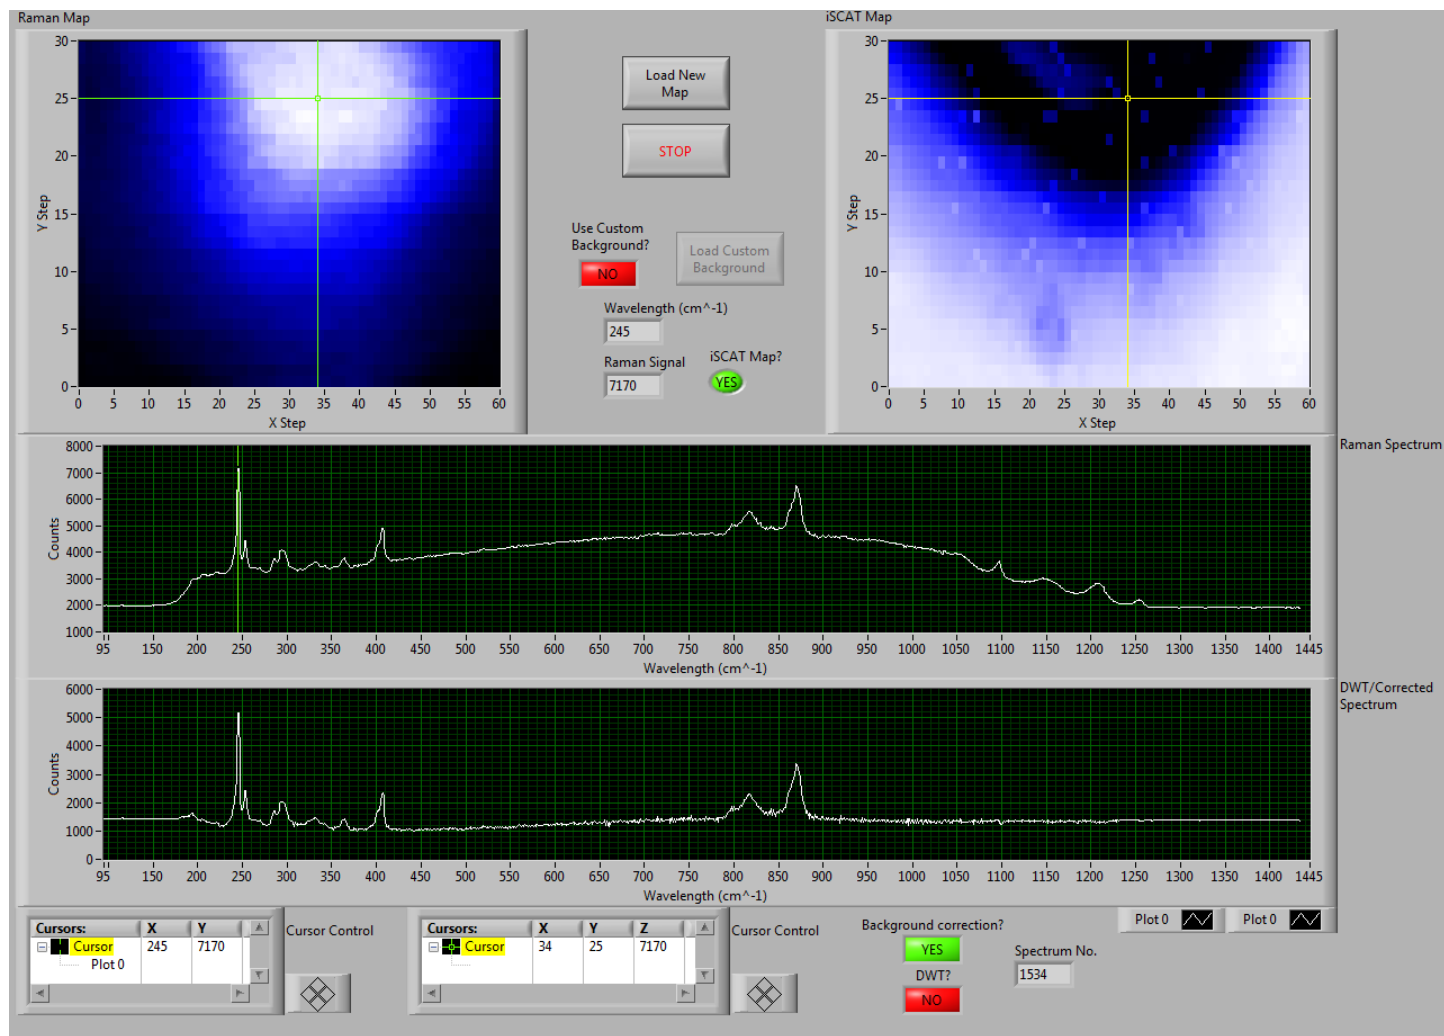 Raman Map
iSCAT Map
30
25
20
15
10
5
0
Y Step
0 5 10 15 20 25 30 35 40 45 50 55 60
X Step
Load New
Map
STOP
Use Custom
Background?
NO
Load Custom
Background
Wavelength (cm^-1)
245
Raman Signal
7170
iSCAT Map?
YES
30
25
20
15
10
5
0
Y Step
0 5 10 15 20 25 30 35 40 45 50 55 60
X Step
Raman Spectrum
8000
7000
6000
5000
4000
3000
2000
1000
Counts
95 150 200 250 300 350 400 450 500 550 600 650 700 750 800 850 900 950 1000 1050 1100 1150 1200 1250 1300 1350 1400 1445
Wavelength (cm^-1)
DWT/Corrected
Spectrum
6000
5000
4000
3000
2000
1000
0
Counts
95 150 200 250 300 350 400 450 500 550 600 650 700 750 800 850 900 950 1000 1050 1100 1150 1200 1250 1300 1350 1400 1445
Wavelength (cm^-1)
Cursors: X Y
Cursor 245 7170
Plot 0
Cursor Control
Cursors: X Y Z
Cursor 34 25 7170
Cursor Control
Background correction?
YES
DWT?
NO
Plot 0
Plot 0
Spectrum No.
1534